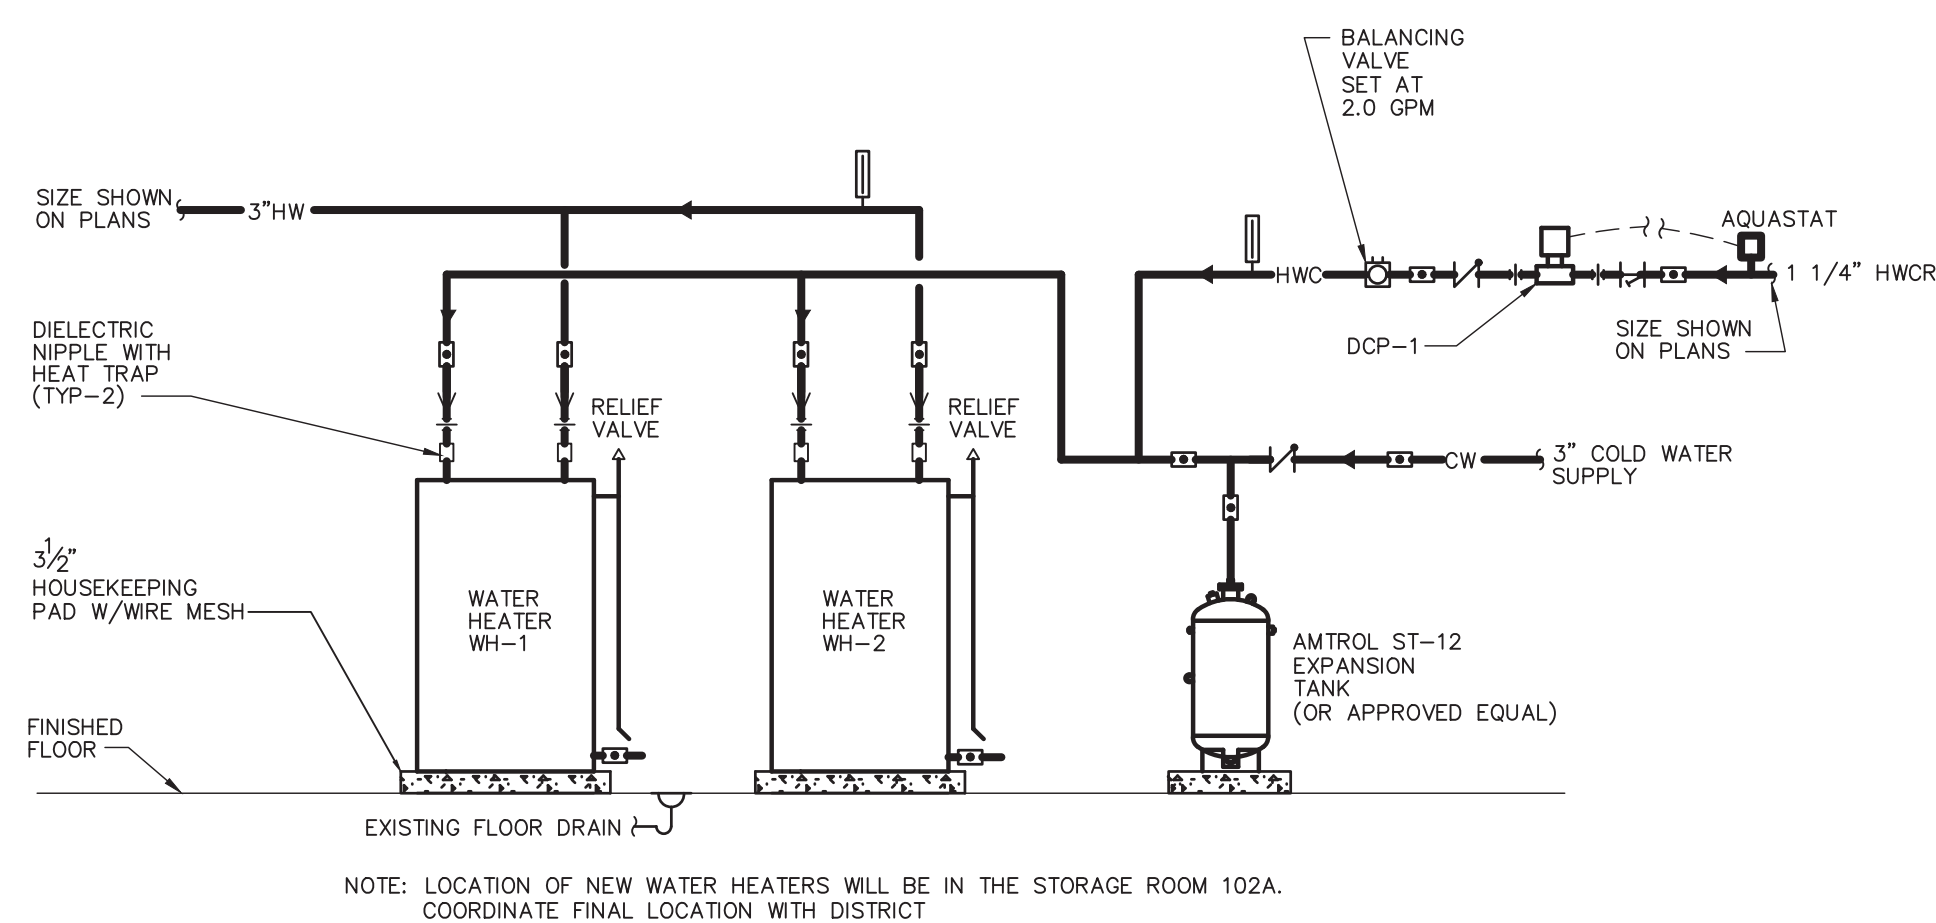 BALANCING
VALVE
SET AT
2.0 GPM
SIZE SHOWN
ON PLANS
3"HW
AQUASTAT
HWC
1 1/4" HWCR
DIELECTRIC
NIPPLE WITH
HEAT TRAP
(TYP-2)
DCP-1
SIZE SHOWN
ON PLANS
RELIEF
VALVE
RELIEF
VALVE
CW
3" COLD WATER
SUPPLY
3 1/2"
HOUSEKEEPING
PAD W/WIRE MESH
WATER
HEATER
WH-1
WATER
HEATER
WH-2
AMTROL ST-12
EXPANSION
TANK
(OR APPROVED EQUAL)
FINISHED
FLOOR
EXISTING FLOOR DRAIN
NOTE: LOCATION OF NEW WATER HEATERS WILL BE IN THE STORAGE ROOM 102A.
COORDINATE FINAL LOCATION WITH DISTRICT